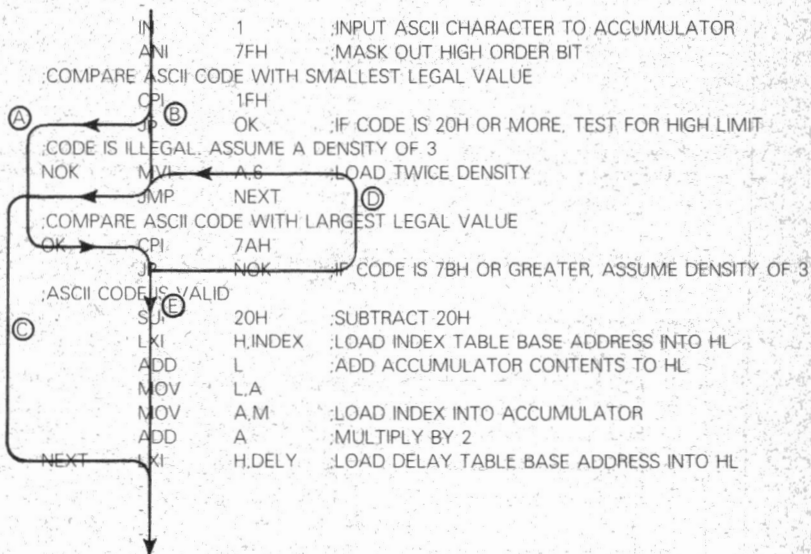 IN 1 ;INPUT ASCII CHARACTER TO ACCUMULATOR
ANI 7FH ;MASK OUT HIGH ORDER BIT
;COMPARE ASCII CODE WITH SMALLEST LEGAL VALUE
CPI 1FH
Ⓐ JP Ⓑ OK ;IF CODE IS 20H OR MORE, TEST FOR HIGH LIMIT
;CODE IS ILLEGAL. ASSUME A DENSITY OF 3
NOK MVI A,6 ;LOAD TWICE DENSITY
JMP NEXT Ⓓ
;COMPARE ASCII CODE WITH LARGEST LEGAL VALUE
OK CPI 7AH
JP NOK ;IF CODE IS 7BH OR GREATER, ASSUME DENSITY OF 3
;ASCII CODE IS VALID
Ⓔ
Ⓒ SUI 20H ;SUBTRACT 20H
LXI H,INDEX ;LOAD INDEX TABLE BASE ADDRESS INTO HL
ADD L ;ADD ACCUMULATOR CONTENTS TO HL
MOV L,A
MOV A,M ;LOAD INDEX INTO ACCUMULATOR
ADD A ;MULTIPLY BY 2
NEXT LXI H,DELY ;LOAD DELAY TABLE BASE ADDRESS INTO HL